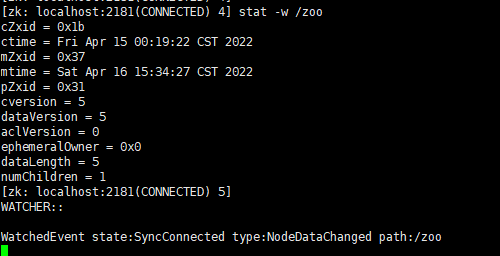 [zk: localhost:2181(CONNECTED) 4] stat -w /zoo
cZxid = 0x1b
ctime = Fri Apr 15 00:19:22 CST 2022
mZxid = 0x37
mtime = Sat Apr 16 15:34:27 CST 2022
pZxid = 0x31
cversion = 5
dataVersion = 5
aclVersion = 0
ephemeralOwner = 0x0
dataLength = 5
numChildren = 1
[zk: localhost:2181(CONNECTED) 5]
WATCHER::
WatchedEvent state:SyncConnected type:NodeDataChanged path:/zoo